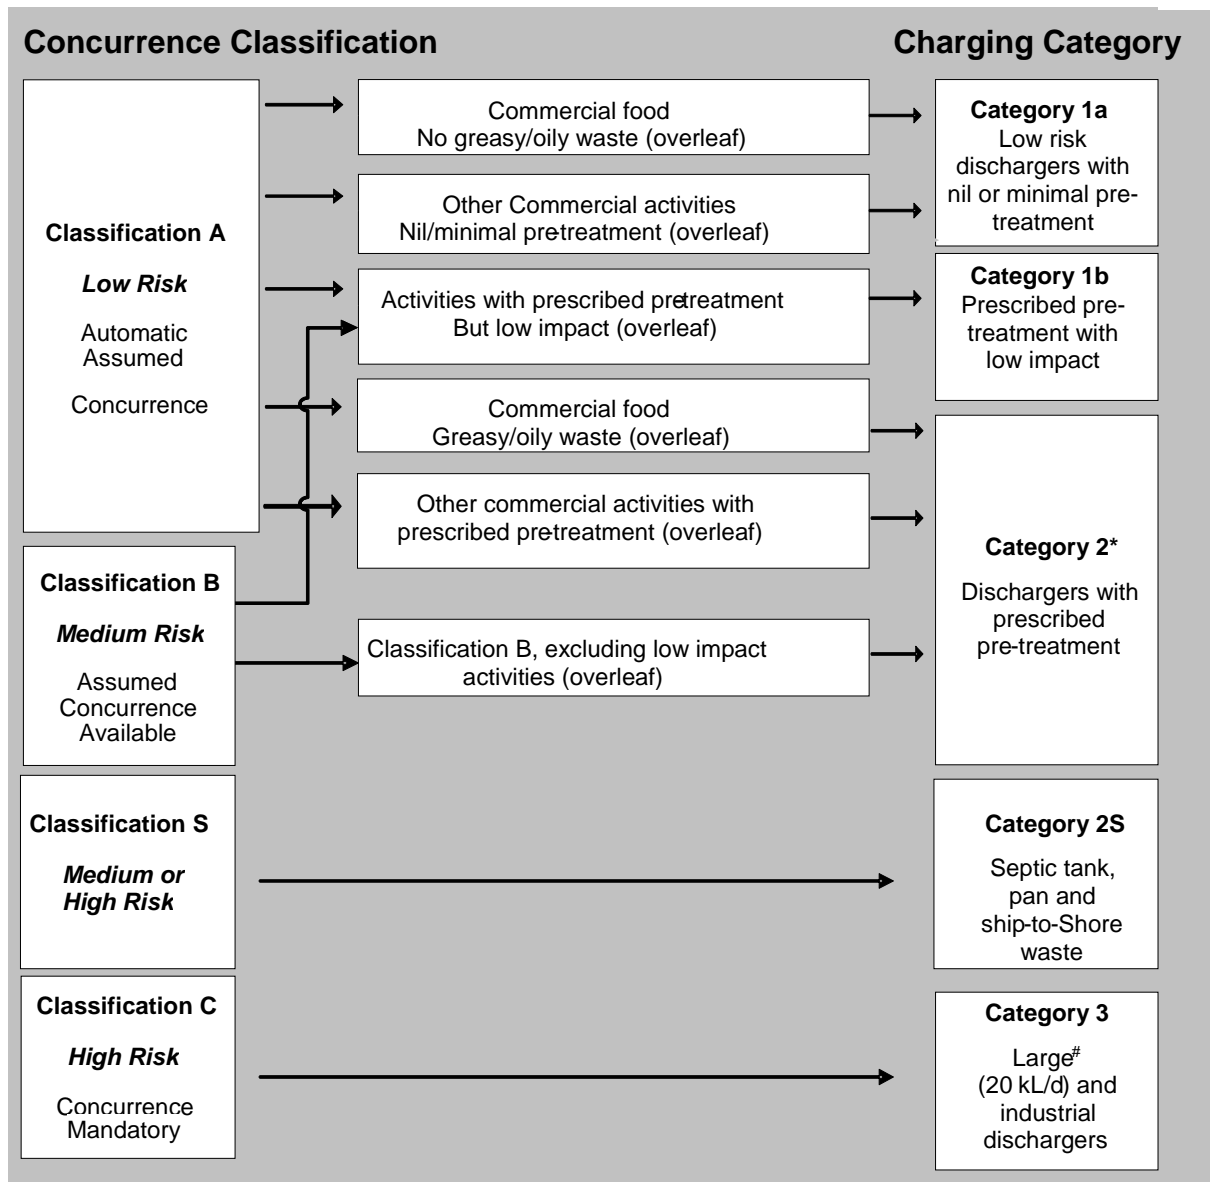 Concurrence Classification
Charging Category
Classification A
Low Risk
Automatic
Assumed
Concurrence
Commercial food
No greasy/oily waste (overleaf)
Other Commercial activities
Nil/minimal pre-treatment (overleaf)
Activities with prescribed pre-treatment
But low impact (overleaf)
Commercial food
Greasy/oily waste (overleaf)
Other commercial activities with
prescribed pre-treatment (overleaf)
Category 1a
Low risk
dischargers with
nil or minimal pre-
treatment
Category 1b
Prescribed pre-
treatment with
low impact
Classification B
Medium Risk
Assumed
Concurrence
Available
Classification B, excluding low impact
activities (overleaf)
Category 2*
Dischargers with
prescribed
pre-treatment
Classification S
Medium or
High Risk
Category 2S
Septic tank,
pan and
ship-to-Shore
waste
Classification C
High Risk
Concurrence
Mandatory
Category 3
Large#
(20 kL/d) and
industrial
dischargers